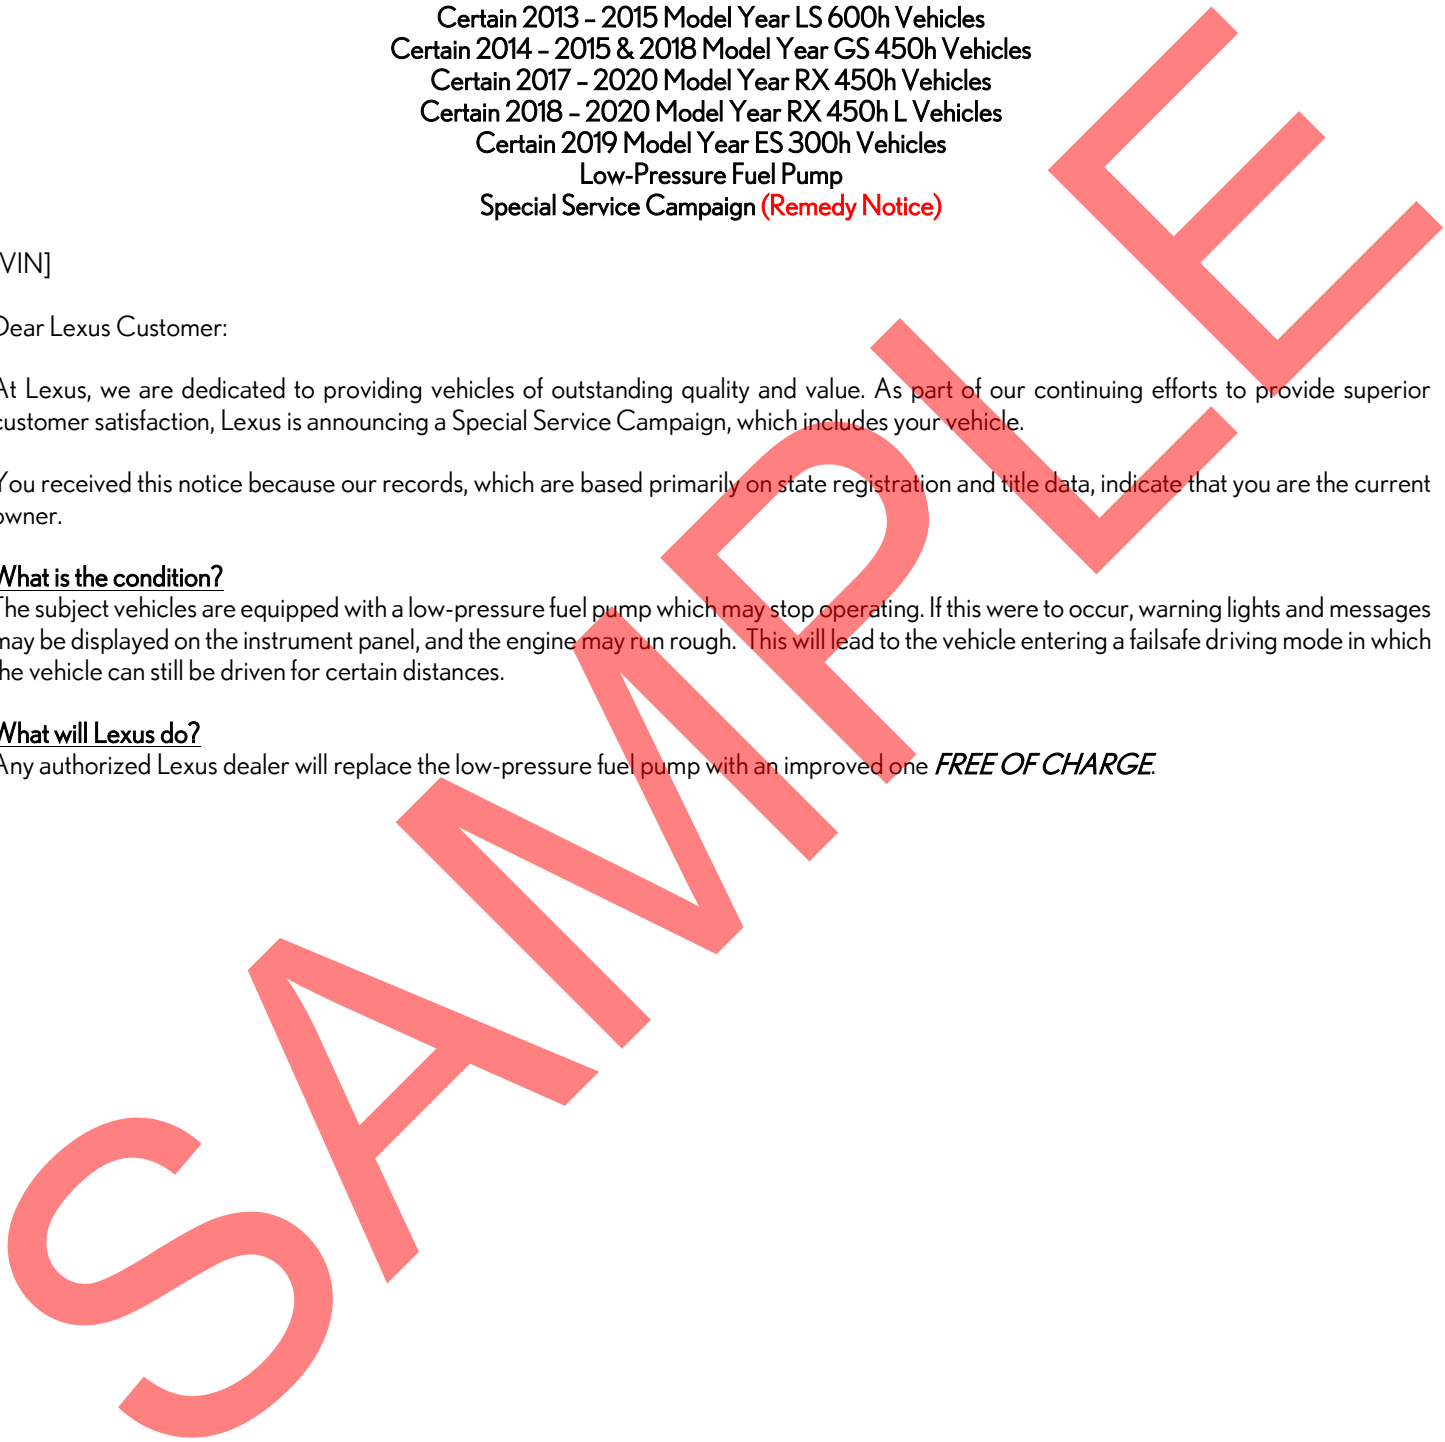 Certain 2013 – 2015 Model Year LS 600h Vehicles
Certain 2014 – 2015 & 2018 Model Year GS 450h Vehicles
Certain 2017 – 2020 Model Year RX 450h Vehicles
Certain 2018 – 2020 Model Year RX 450h L Vehicles
Certain 2019 Model Year ES 300h Vehicles
Low-Pressure Fuel Pump
Special Service Campaign (Remedy Notice)
VIN]
Dear Lexus Customer:
At Lexus, we are dedicated to providing vehicles of outstanding quality and value. As part of our continuing efforts to provide superior
customer satisfaction, Lexus is announcing a Special Service Campaign, which includes your vehicle.
You received this notice because our records, which are based primarily on state registration and title data, indicate that you are the current
owner.
What is the condition?
The subject vehicles are equipped with a low-pressure fuel pump which may stop operating. If this were to occur, warning lights and messages
may be displayed on the instrument panel, and the engine may run rough. This will lead to the vehicle entering a failsafe driving mode in which
the vehicle can still be driven for certain distances.
What will Lexus do?
Any authorized Lexus dealer will replace the low-pressure fuel pump with an improved one FREE OF CHARGE.
SAMPLE